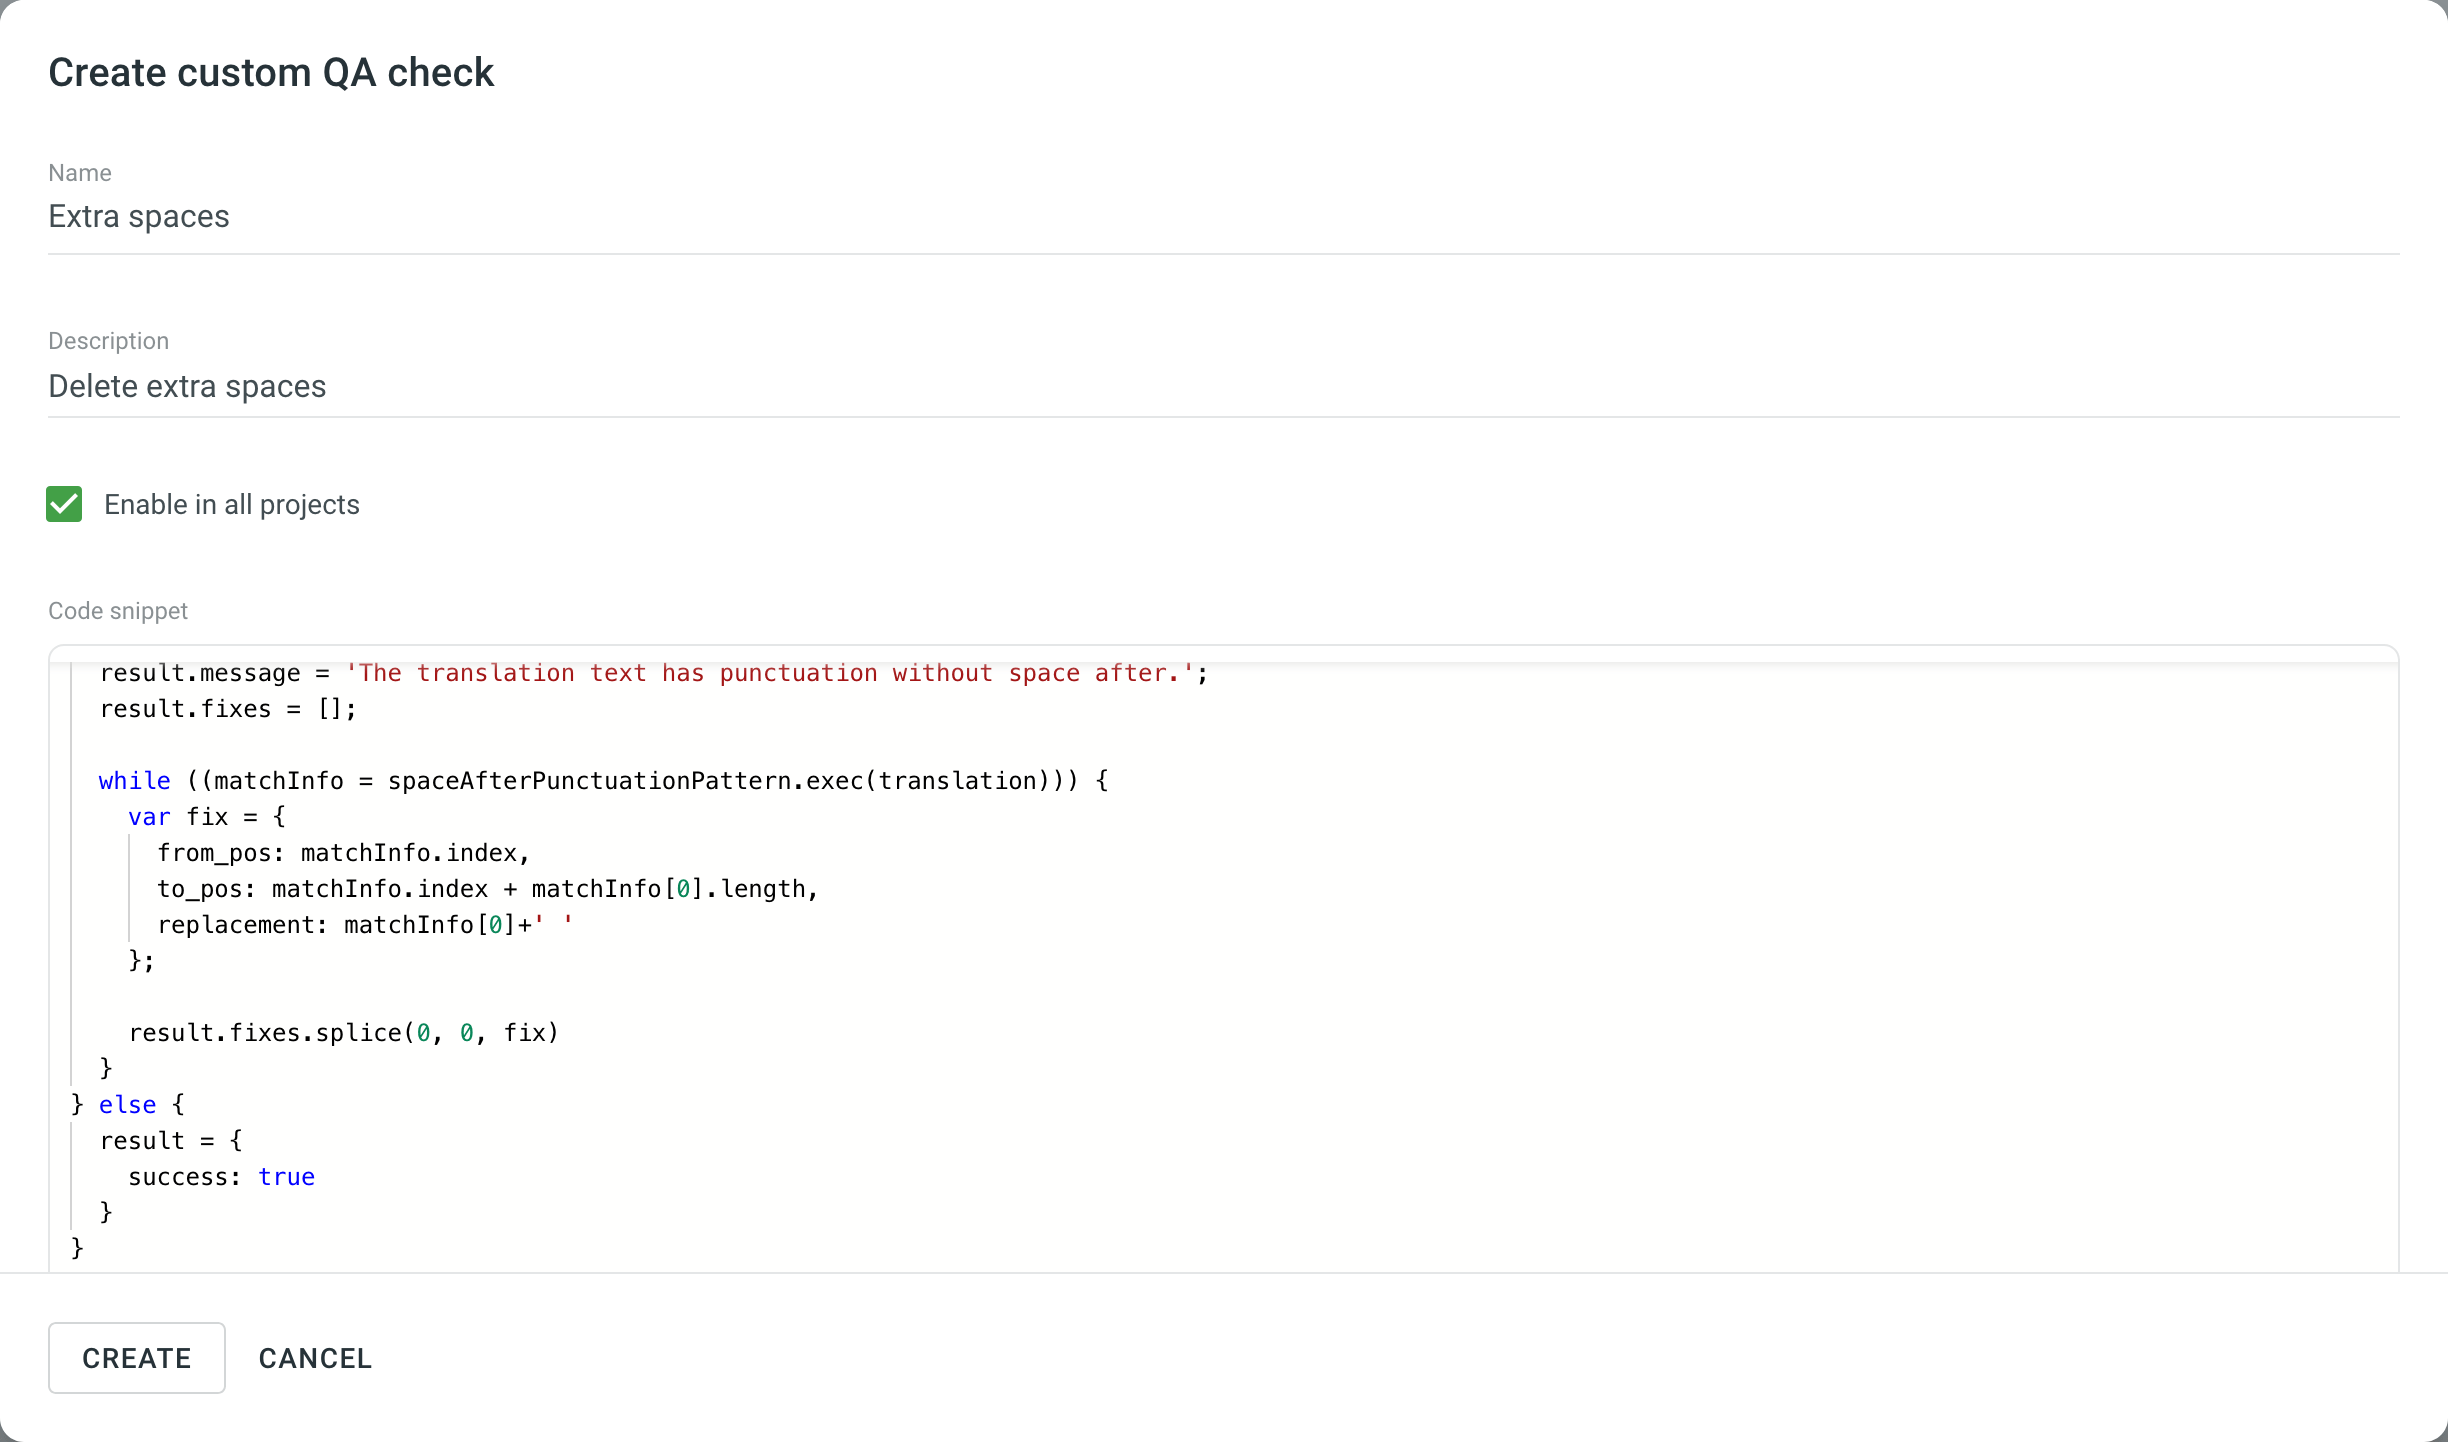 Create custom QA check
Name
Extra spaces
Description
Delete extra spaces
Enable in all projects
Code snippet
result.message = 'The translation text has punctuation without space after.';
result.fixes = [];
while ((matchInfo = spaceAfterPunctuationPattern.exec(translation))) {
var fix = {
from_pos: matchInfo.index,
to_pos: matchInfo.index + matchInfo[0].length,
replacement: matchInfo[0]+' '
};
result.fixes.splice(0, 0, fix)
}
} else {
result = {
success: true
}
}
CREATE CANCEL